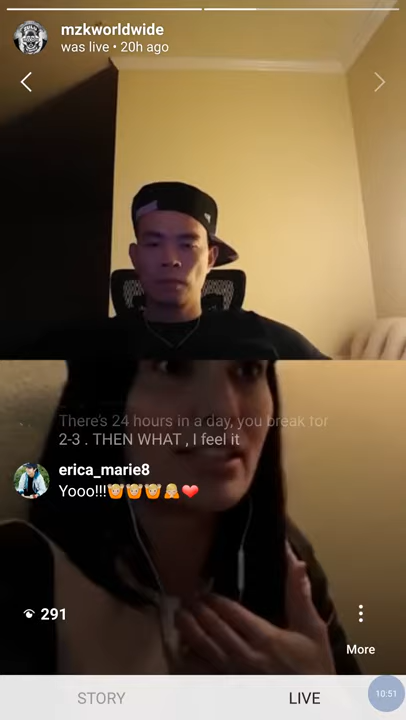 mzkworldwide
was live • 20h ago
There's 24 hours in a day, you break for
2-3 . THEN WHAT , I feel it
erica_marie8
Yooo!!!🙌🏼🙌🏼🙌🏼🙏🏼❤️
291
More
STORY
LIVE
10:51